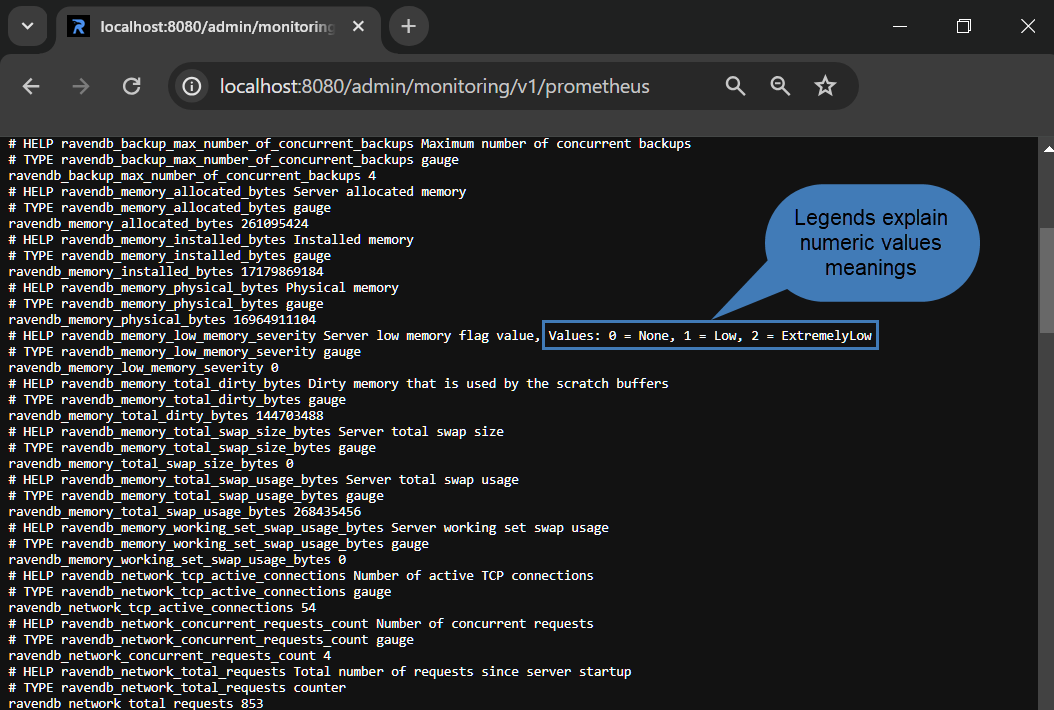 localhost:8080/admin/monitoring
localhost:8080/admin/monitoring/v1/prometheus
# HELP ravendb_backup_max_number_of_concurrent_backups Maximum number of concurrent backups
# TYPE ravendb_backup_max_number_of_concurrent_backups gauge
ravendb_backup_max_number_of_concurrent_backups 4
# HELP ravendb_memory_allocated_bytes Server allocated memory
# TYPE ravendb_memory_allocated_bytes gauge
ravendb_memory_allocated_bytes 261095424
# HELP ravendb_memory_installed_bytes Installed memory
# TYPE ravendb_memory_installed_bytes gauge
ravendb_memory_installed_bytes 17179869184
# HELP ravendb_memory_physical_bytes Physical memory
# TYPE ravendb_memory_physical_bytes gauge
ravendb_memory_physical_bytes 16964911104
# HELP ravendb_memory_low_memory_severity Server low memory flag value, Values: 0 = None, 1 = Low, 2 = ExtremelyLow
# TYPE ravendb_memory_low_memory_severity gauge
ravendb_memory_low_memory_severity 0
# HELP ravendb_memory_total_dirty_bytes Dirty memory that is used by the scratch buffers
# TYPE ravendb_memory_total_dirty_bytes gauge
ravendb_memory_total_dirty_bytes 144703488
# HELP ravendb_memory_total_swap_size_bytes Server total swap size
# TYPE ravendb_memory_total_swap_size_bytes gauge
ravendb_memory_total_swap_size_bytes 0
# HELP ravendb_memory_total_swap_usage_bytes Server total swap usage
# TYPE ravendb_memory_total_swap_usage_bytes gauge
ravendb_memory_total_swap_usage_bytes 268435456
# HELP ravendb_memory_working_set_swap_usage_bytes Server working set swap usage
# TYPE ravendb_memory_working_set_swap_usage_bytes gauge
ravendb_memory_working_set_swap_usage_bytes 0
# HELP ravendb_network_tcp_active_connections Number of active TCP connections
# TYPE ravendb_network_tcp_active_connections gauge
ravendb_network_tcp_active_connections 54
# HELP ravendb_network_concurrent_requests_count Number of concurrent requests
# TYPE ravendb_network_concurrent_requests_count gauge
ravendb_network_concurrent_requests_count 4
# HELP ravendb_network_total_requests Total number of requests since server startup
# TYPE ravendb_network_total_requests counter
ravendb_network_total_requests 853
Legends explain
numeric values
meanings